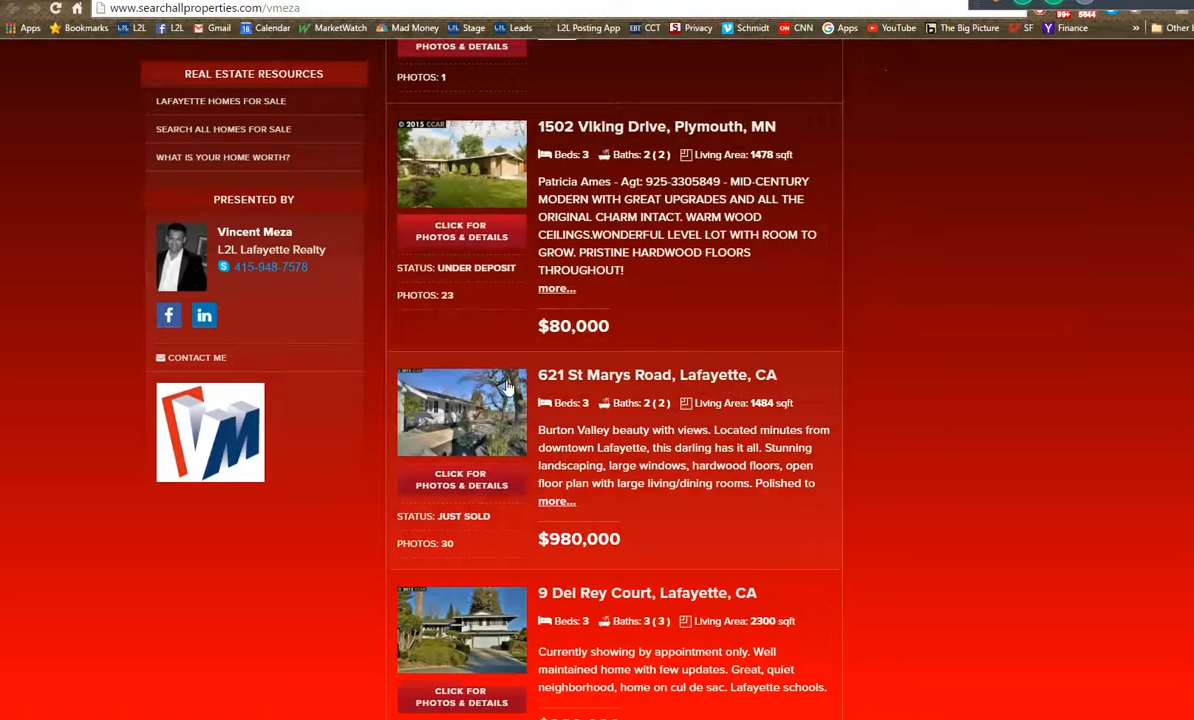 www.searchallproperties.com/vmeza
Apps Bookmarks L2L L2L Gmail Calendar MarketWatch Mad Money Stage Leads L2L Posting App CCT Privacy Schmidt CNN Apps YouTube The Big Picture SF Finance » Other b
99+ 5644
REAL ESTATE RESOURCES
LAFAYETTE HOMES FOR SALE
SEARCH ALL HOMES FOR SALE
WHAT IS YOUR HOME WORTH?
PRESENTED BY
Vincent Meza
L2L Lafayette Realty
415-948-7578
CONTACT ME
VM
PHOTOS & DETAILS
PHOTOS: 1
© 2015 CCAR
CLICK FOR
PHOTOS & DETAILS
STATUS: UNDER DEPOSIT
PHOTOS: 23
1502 Viking Drive, Plymouth, MN
Beds: 3 Baths: 2 ( 2 ) Living Area: 1478 sqft
Patricia Ames - Agt: 925-3305849 - MID-CENTURY
MODERN WITH GREAT UPGRADES AND ALL THE
ORIGINAL CHARM INTACT. WARM WOOD
CEILINGS.WONDERFUL LEVEL LOT WITH ROOM TO
GROW. PRISTINE HARDWOOD FLOORS
THROUGHOUT!
more...
$80,000
CLICK FOR
PHOTOS & DETAILS
STATUS: JUST SOLD
PHOTOS: 30
621 St Marys Road, Lafayette, CA
Beds: 3 Baths: 2 ( 2 ) Living Area: 1484 sqft
Burton Valley beauty with views. Located minutes from
downtown Lafayette, this darling has it all. Stunning
landscaping, large windows, hardwood floors, open
floor plan with large living/dining rooms. Polished to
more...
$980,000
CLICK FOR
PHOTOS & DETAILS
9 Del Rey Court, Lafayette, CA
Beds: 3 Baths: 3 ( 3 ) Living Area: 2300 sqft
Currently showing by appointment only. Well
maintained home with few updates. Great, quiet
neighborhood, home on cul de sac. Lafayette schools.